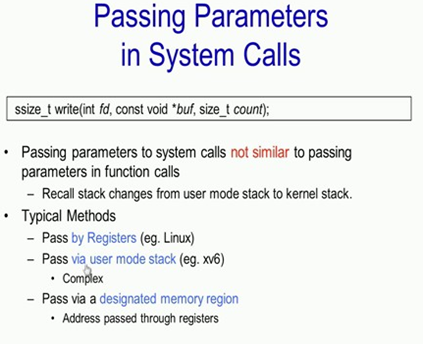 Passing Parameters
in System Calls
ssize_t write(int fd, const void *buf, size_t count);
• Passing parameters to system calls not similar to passing
parameters in function calls
– Recall stack changes from user mode stack to kernel stack.
• Typical Methods
– Pass by Registers (eg. Linux)
– Pass via user mode stack (eg. xv6)
• Complex
– Pass via a designated memory region
• Address passed through registers